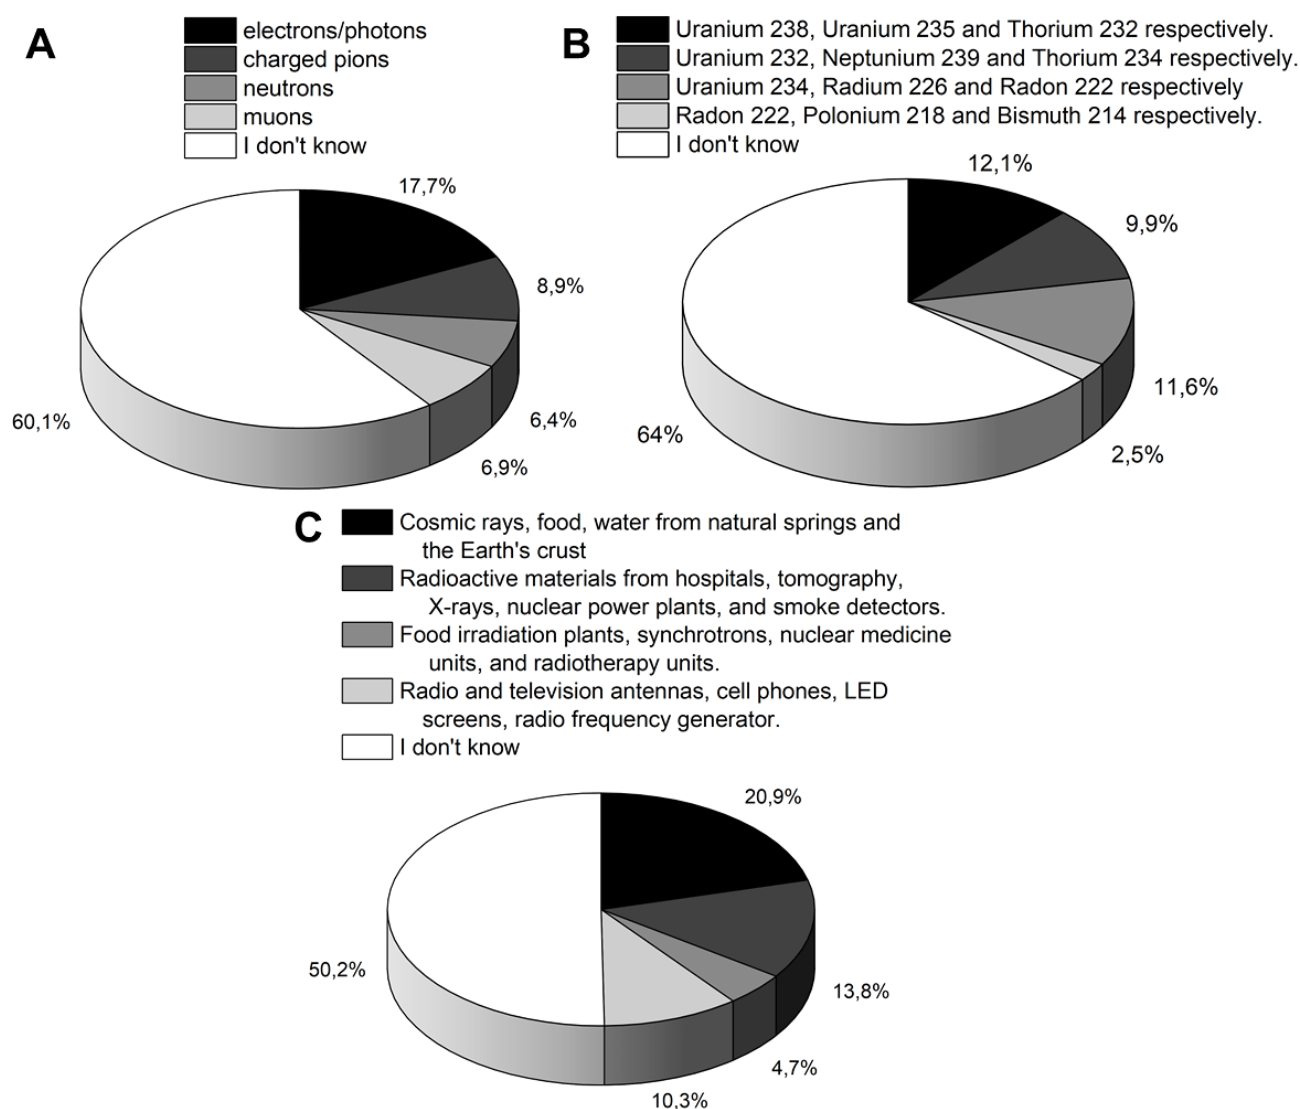 A
electrons/photons
charged pions
neutrons
muons
I don't know
17,7%
8,9%
6,4%
6,9%
60,1%
B
Uranium 238, Uranium 235 and Thorium 232 respectively.
Uranium 232, Neptunium 239 and Thorium 234 respectively.
Uranium 234, Radium 226 and Radon 222 respectively
Radon 222, Polonium 218 and Bismuth 214 respectively.
I don't know
12,1%
9,9%
11,6%
2,5%
64%
C
Cosmic rays, food, water from natural springs and
the Earth's crust
Radioactive materials from hospitals, tomography,
X-rays, nuclear power plants, and smoke detectors.
Food irradiation plants, synchrotrons, nuclear medicine
units, and radiotherapy units.
Radio and television antennas, cell phones, LED
screens, radio frequency generator.
I don't know
20,9%
13,8%
4,7%
10,3%
50,2%